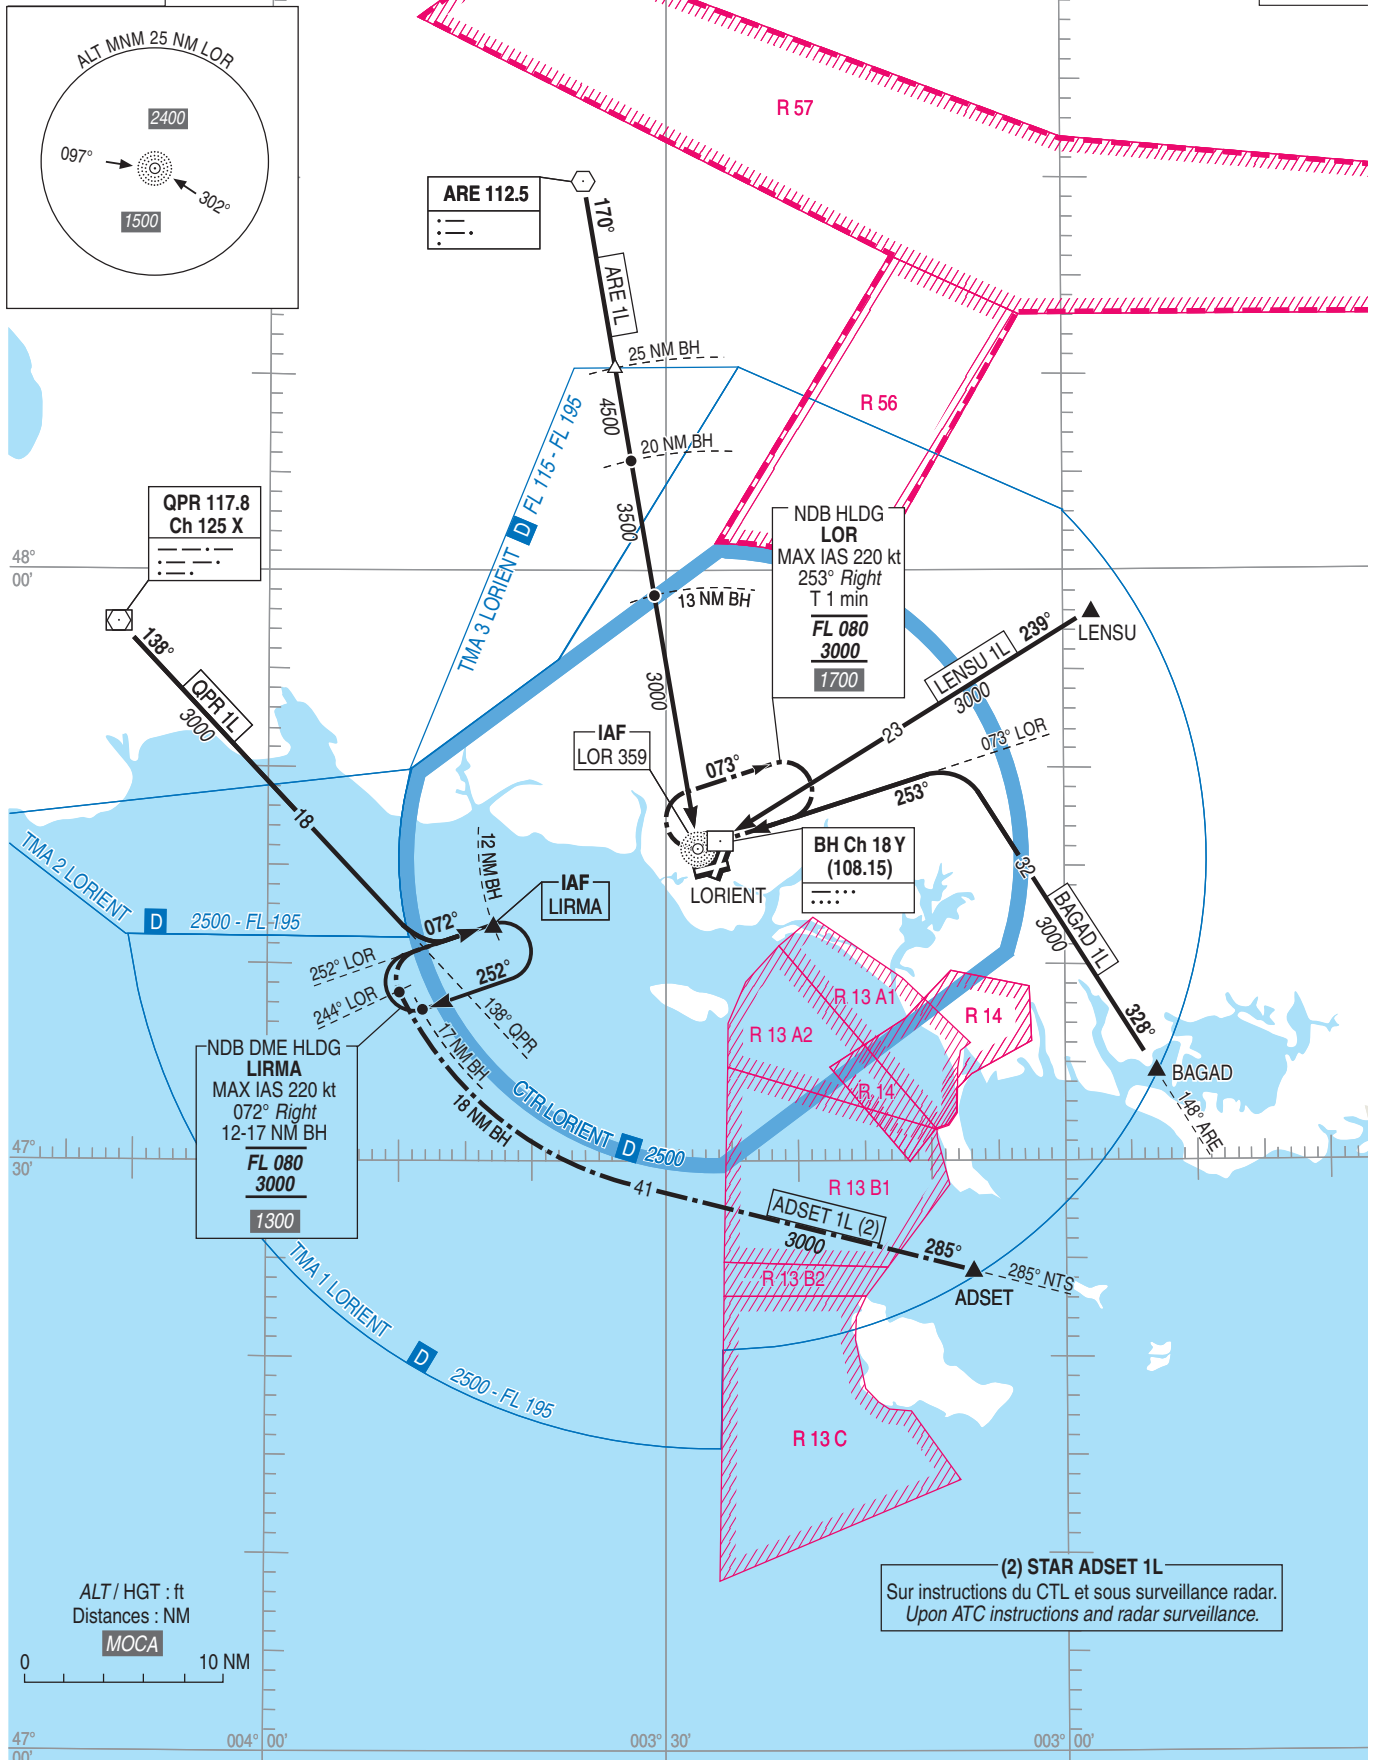 ALT MNM 25 NM LOR
2400
097°
302°
1500
R 57
ARE 112.5
170°
ARE 1L
25 NM BH
4500
20 NM BH
3500
13 NM BH
3000
R 56
TMA 3 LORIENT D FL 115 - FL 195
QPR 117.8
Ch 125 X
48°
00'
138°
QPR 1L
3000
18
NDB HLDG
LOR
MAX IAS 220 kt
253° Right
T 1 min
FL 080
3000
1700
239°
LENSU
LENSU 1L
3000
23
073° LOR
IAF
LOR 359
073°
253°
BH Ch 18 Y
(108.15)
LORIENT
32
BAGAD 1L
3000
328°
BAGAD
148° ARE
TMA 2 LORIENT D 2500 - FL 195
12 NM BH
IAF
LIRMA
072°
252° LOR
252°
244° LOR
138° QPR
17 NM BH
18 NM BH
NDB DME HLDG
LIRMA
MAX IAS 220 kt
072° Right
12-17 NM BH
FL 080
3000
1300
CTR LORIENT D 2500
R 13 A1
R 13 A2
R 14
R 14
47°
30'
41
R 13 B1
ADSET 1L (2)
3000
285°
285° NTS
ADSET
R 13 B2
TMA 1 LORIENT D 2500 - FL 195
R 13 C
(2) STAR ADSET 1L
Sur instructions du CTL et sous surveillance radar.
Upon ATC instructions and radar surveillance.
ALT / HGT : ft
Distances : NM
MOCA
0 10 NM
47°
00'
004° 00'
003° 30'
003° 00'